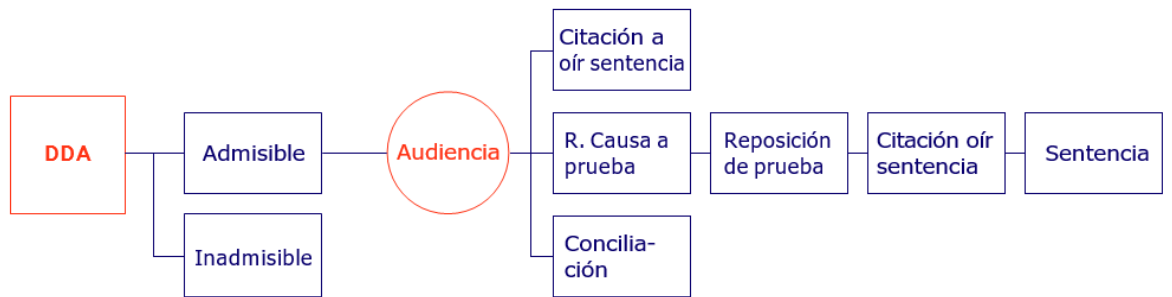 DDA
Admisible
Inadmisible
Audiencia
Citación a
oír sentencia
R. Causa a
prueba
Concilia-
ción
Reposición
de prueba
Citación oír
sentencia
Sentencia